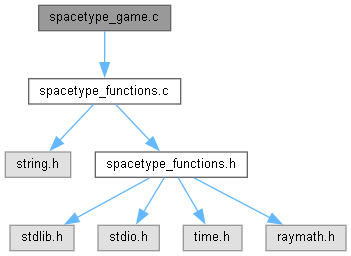 spacetype_game.c
spacetype_functions.c
string.h
spacetype_functions.h
stdlib.h
stdio.h
time.h
raymath.h